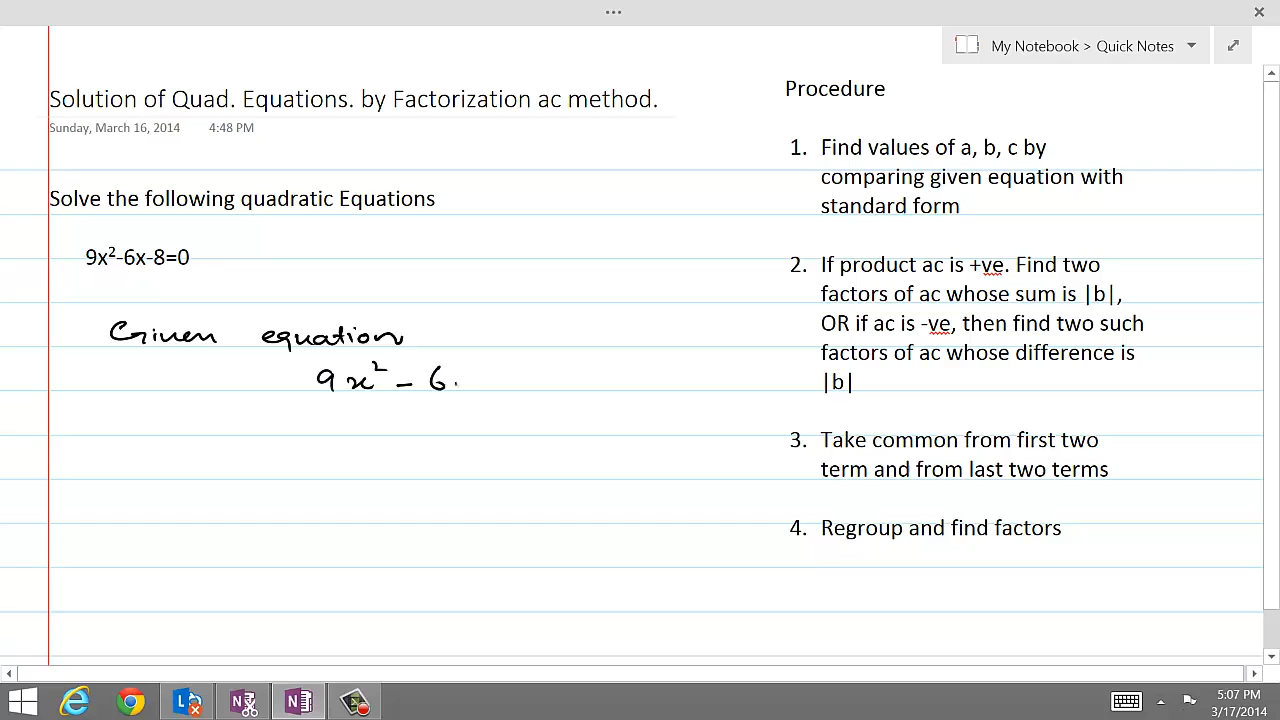 My Notebook > Quick Notes
Solution of Quad. Equations. by Factorization ac method.
Sunday, March 16, 2014 4:48 PM
Solve the following quadratic Equations
9x²-6x-8=0
Given equation
9x² - 6.
Procedure
1. Find values of a, b, c by
comparing given equation with
standard form
2. If product ac is +ve. Find two
factors of ac whose sum is |b|,
OR if ac is -ve, then find two such
factors of ac whose difference is
|b|
3. Take common from first two
term and from last two terms
4. Regroup and find factors
5:07 PM
3/17/2014